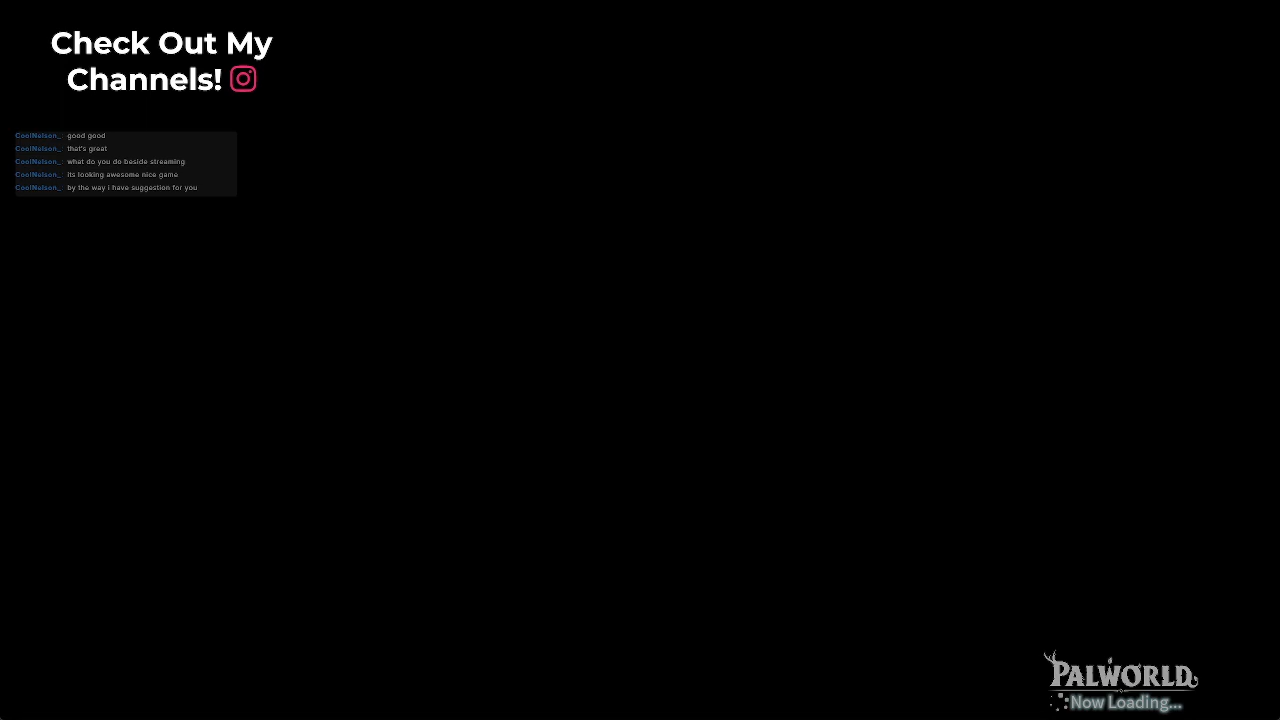 Check Out My
Channels!
CoolNelson_: good good
CoolNelson_: that's great
CoolNelson_: what do you do beside streaming
CoolNelson_: its looking awesome nice game
CoolNelson_: by the way i have suggestion for you
PALWORLD
Now Loading...